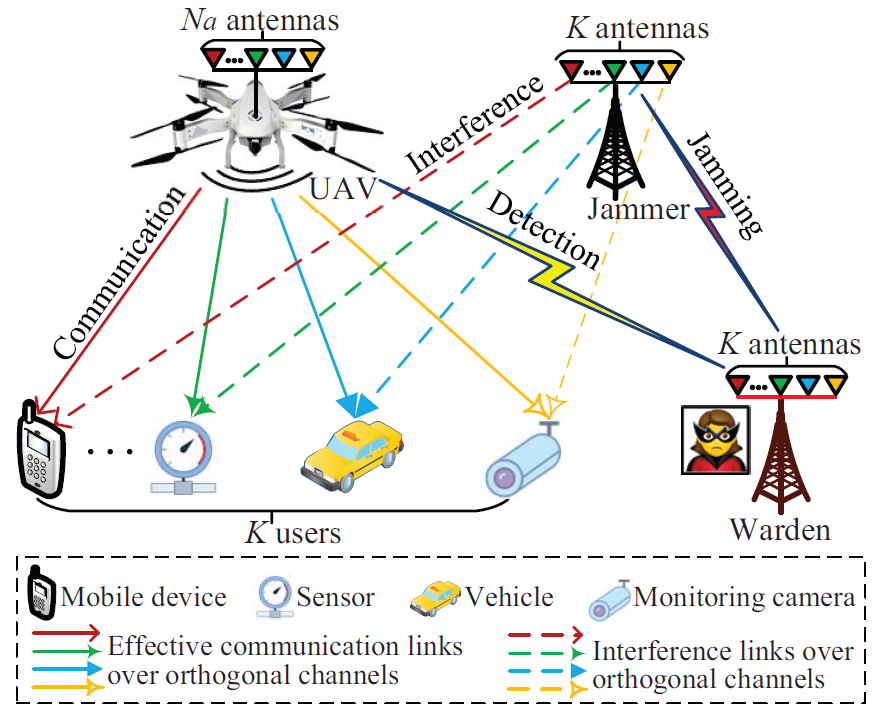 Na antennas
K antennas
Interference
Jamming
UAV
Jammer
Detection
Communication
K antennas
K users
Warden
Mobile device
Sensor
Vehicle
Monitoring camera
Effective communication links
over orthogonal channels
Interference links over
orthogonal channels